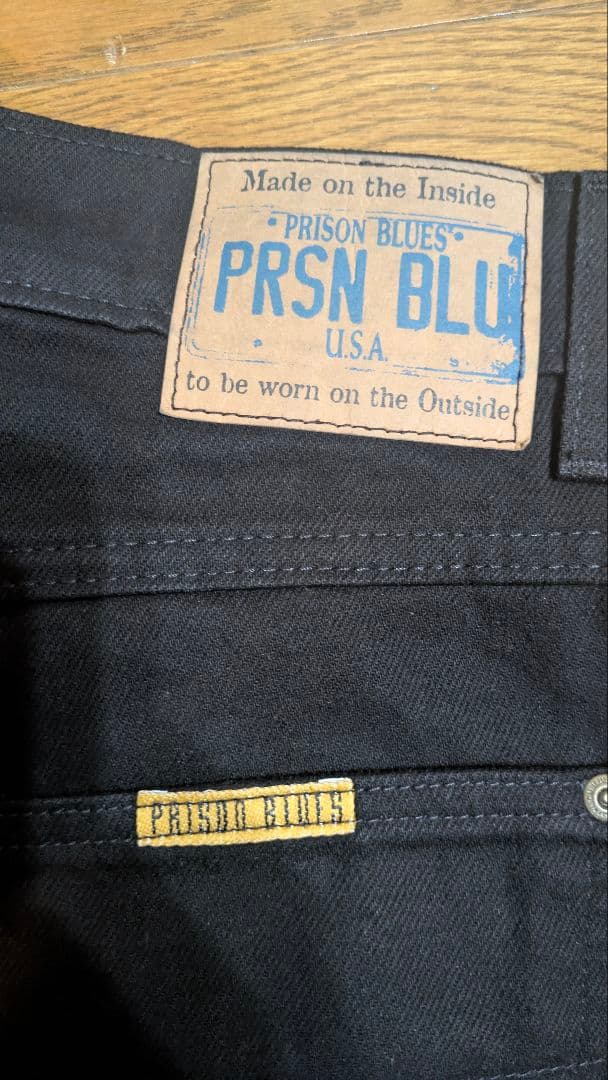 Made on the Inside
• PRISON BLUES •
PRSN BLU
U.S.A.
to be worn on the Outside
PRISON BLUES